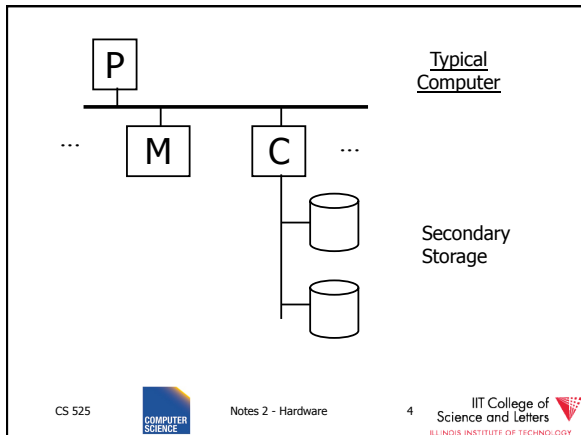 P
Typical
Computer
...
M
C
...
Secondary
Storage
CS 525
COMPUTER
SCIENCE
Notes 2 - Hardware
4
IIT College of
Science and Letters
ILLINOIS INSTITUTE OF TECHNOLOGY